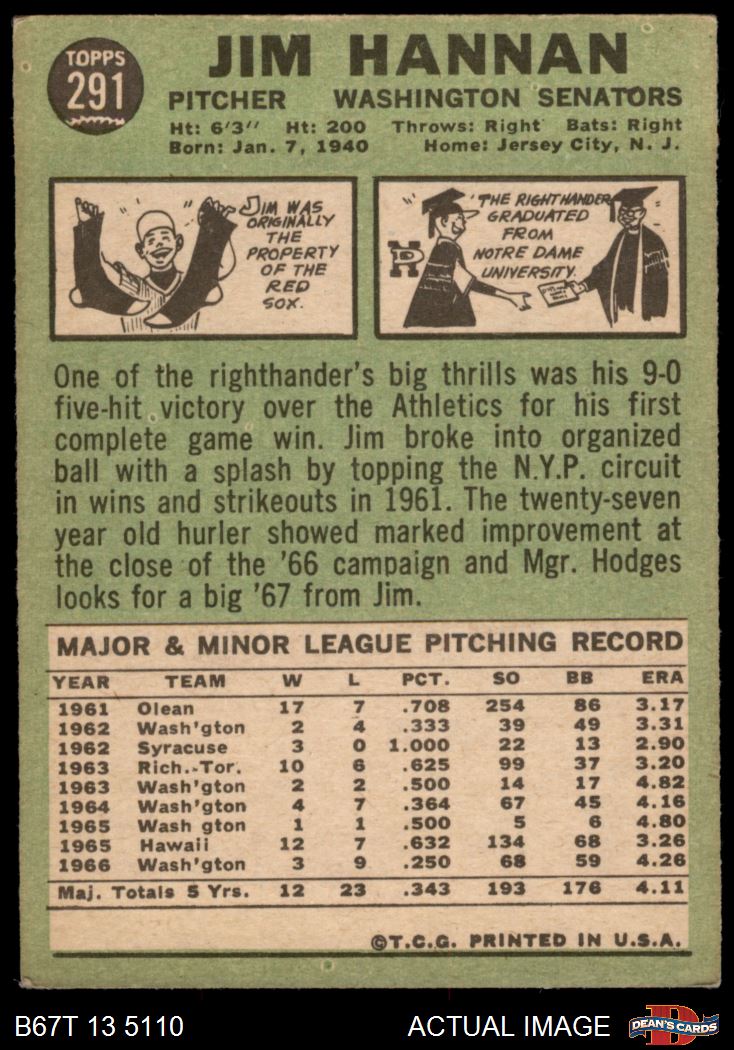 TOPPS
291
JIM HANNAN
PITCHER WASHINGTON SENATORS
Ht: 6'3" Ht: 200 Throws: Right Bats: Right
Born: Jan. 7, 1940 Home: Jersey City, N. J.
JIM WAS
ORIGINALLY
THE
PROPERTY
OF THE
RED
SOX.
THE RIGHTHANDER
GRADUATED
FROM
NOTRE DAME
UNIVERSITY.
One of the righthander's big thrills was his 9-0
five-hit victory over the Athletics for his first
complete game win. Jim broke into organized
ball with a splash by topping the N.Y.P. circuit
in wins and strikeouts in 1961. The twenty-seven
year old hurler showed marked improvement at
the close of the '66 campaign and Mgr. Hodges
looks for a big '67 from Jim.
MAJOR & MINOR LEAGUE PITCHING RECORD
YEAR TEAM W L PCT. SO BB ERA
1961 Olean 17 7 .708 254 86 3.17
1962 Wash'gton 2 4 .333 39 49 3.31
1962 Syracuse 3 0 1.000 22 13 2.90
1963 Rich.-Tor. 10 6 .625 99 37 3.20
1963 Wash'gton 2 2 .500 14 17 4.82
1964 Wash'gton 4 7 .364 67 45 4.16
1965 Wash gton 1 1 .500 5 6 4.80
1965 Hawaii 12 7 .632 134 68 3.26
1966 Wash'gton 3 9 .250 68 59 4.26
Maj. Totals 5 Yrs. 12 23 .343 193 176 4.11
©T.C.G. PRINTED IN U.S.A.
B67T 13 5110 ACTUAL IMAGE DEAN'S CARDS